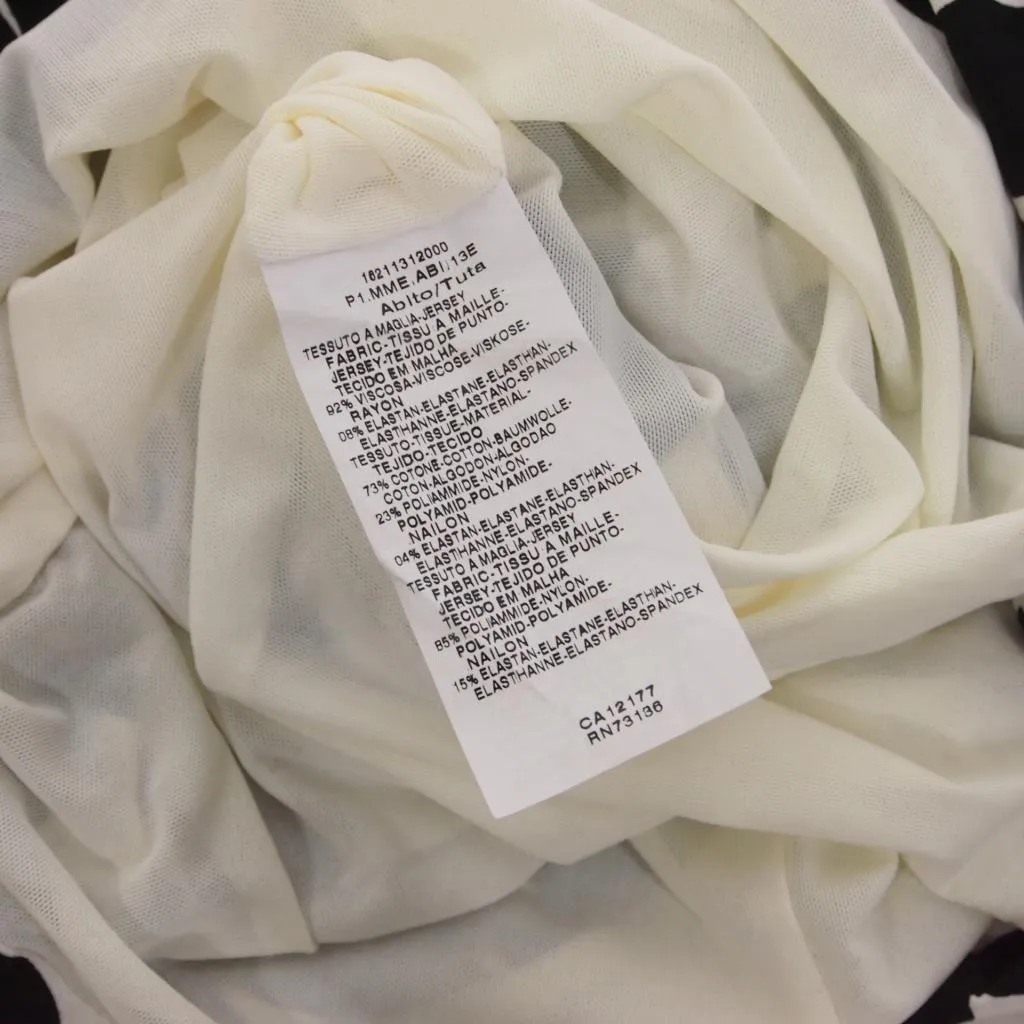 16211312000
P1.MME.ABI.13E
Abito/Tuta
TESSUTO A MAGLIA-JERSEY
FABRIC-TISSU A MAILLE-
JERSEY-TEJIDO DE PUNTO-
TECIDO EM MALHA
92% VISCOSA-VISCOSE-VISKOSE-
RAYON
08% ELASTAN-ELASTANE-ELASTHAN-
ELASTHANNE-ELASTANO-SPANDEX
TESSUTO-TISSUE-MATERIAL-
TEJIDO-TECIDO
73% COTONE-COTTON-BAUMWOLLE-
COTON-ALGODON-ALGODAO
23% POLIAMMIDE-NYLON-
POLYAMID-POLYAMIDE-
NAILON
04% ELASTAN-ELASTANE-ELASTHAN-
ELASTHANNE-ELASTANO-SPANDEX
TESSUTO A MAGLIA-JERSEY
FABRIC-TISSU A MAILLE-
JERSEY-TEJIDO DE PUNTO-
TECIDO EM MALHA
85% POLIAMMIDE-NYLON-
POLYAMID-POLYAMIDE-
NAILON
15% ELASTAN-ELASTANE-ELASTHAN-
ELASTHANNE-ELASTANO-SPANDEX
CA12177
RN73136